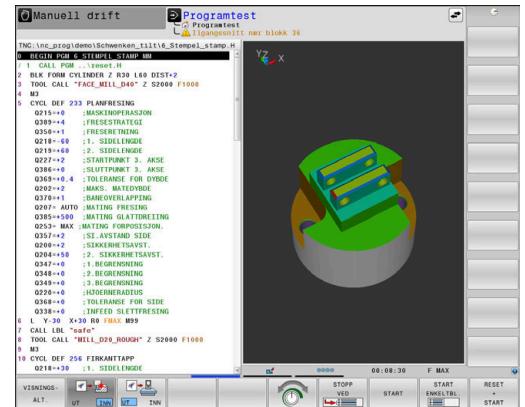 Manuell drift
Programtest
Programtest
Ilgangssnitt nær blokk 36
TNC:\nc_prog\demo\Schwenken_tilt\6_Stempel_stamp.H
0 BEGIN PGM 6_STEMPEL_STAMP MM
/ 1 CALL PGM ..\reset.H
2 BLK FORM CYLINDER Z R30 L60 DIST+2
3 TOOL CALL "FACE_MILL_D40" Z S2000 F1000
4 M3
5 CYCL DEF 233 PLANFRESING
Q215=+0 ;MASKINOPERASJON
Q389=+4 ;FRESESTRATEGI
Q350=+1 ;FRESERETNING
Q218=-60 ;1. SIDELENGDE
Q219=+60 ;2. SIDELENGDE
Q227=+2 ;STARTPUNKT 3. AKSE
Q386=+0 ;SLUTTPUNKT 3. AKSE
Q369=+0.4 ;TOLERANSE FOR DYBDE
Q202=+2 ;MAKS. MATEDYBDE
Q370=+1 ;BANEOVERLAPPING
Q207= AUTO ;MATING FRESING
Q385=+500 ;MATING GLATTDREIING
Q253= MAX ;MATING FORPOSISJON.
Q357=+2 ;SI.AVSTAND SIDE
Q200=+2 ;SIKKERHETSAVST.
Q204=+50 ;2. SIKKERHETSAVST.
Q347=+0 ;1.BEGRENSNING
Q348=+0 ;2.BEGRENSNING
Q349=+0 ;3.BEGRENSNING
Q220=+0 ;HJOERNERADIUS
Q368=+0 ;TOLERANSE FOR SIDE
Q338=+0 ;INFEED SLETTFRESING
6 L Y-30 X+30 R0 FMAX M99
7 CALL LBL "safe"
8 TOOL CALL "MILL_D20_ROUGH" Z S2000 F1000
9 M3
10 CYCL DEF 256 FIRKANTTAPP
Q218=+30 ;1. SIDELENGDE
YZ X
00:08:30 F MAX
VISNINGS-
ALT.
UT INN
UT INN
STOPP
VED
START
START
ENKELTBL.
RESET
+
START